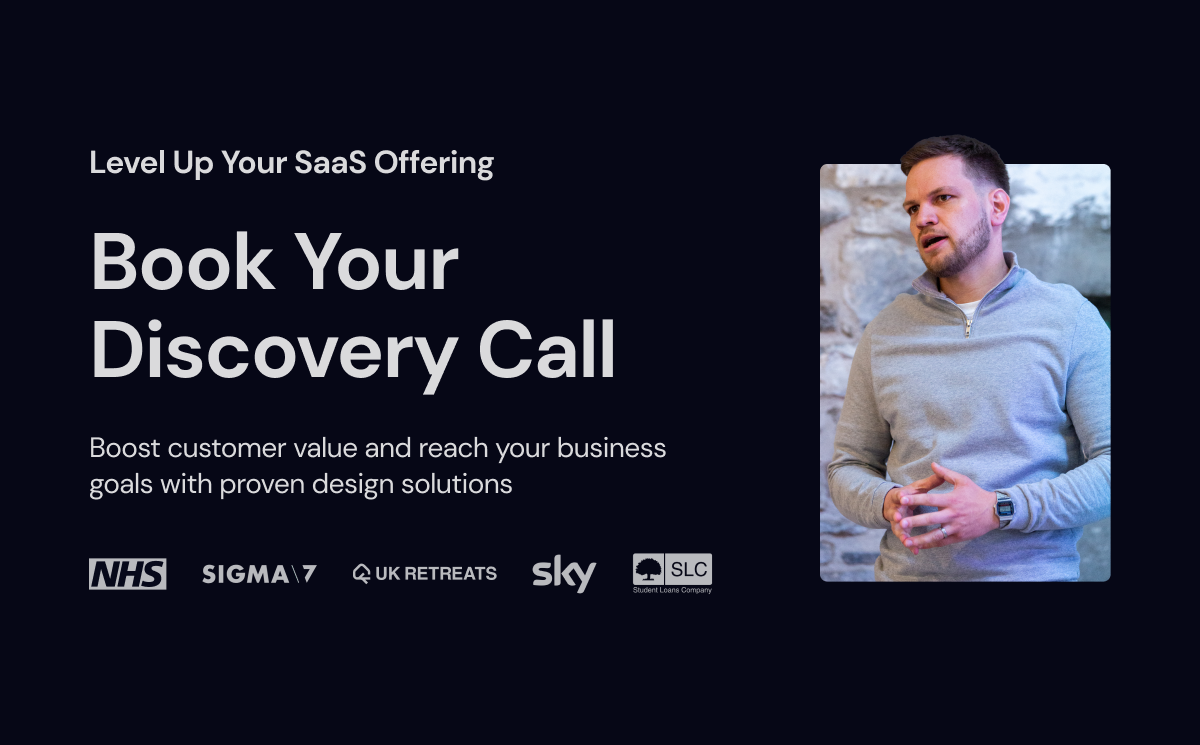 Level Up Your SaaS Offering
Book Your
Discovery Call
Boost customer value and reach your business
goals with proven design solutions
NHS SIGMA\7 UK RETREATS sky SLC
Student Loans Company